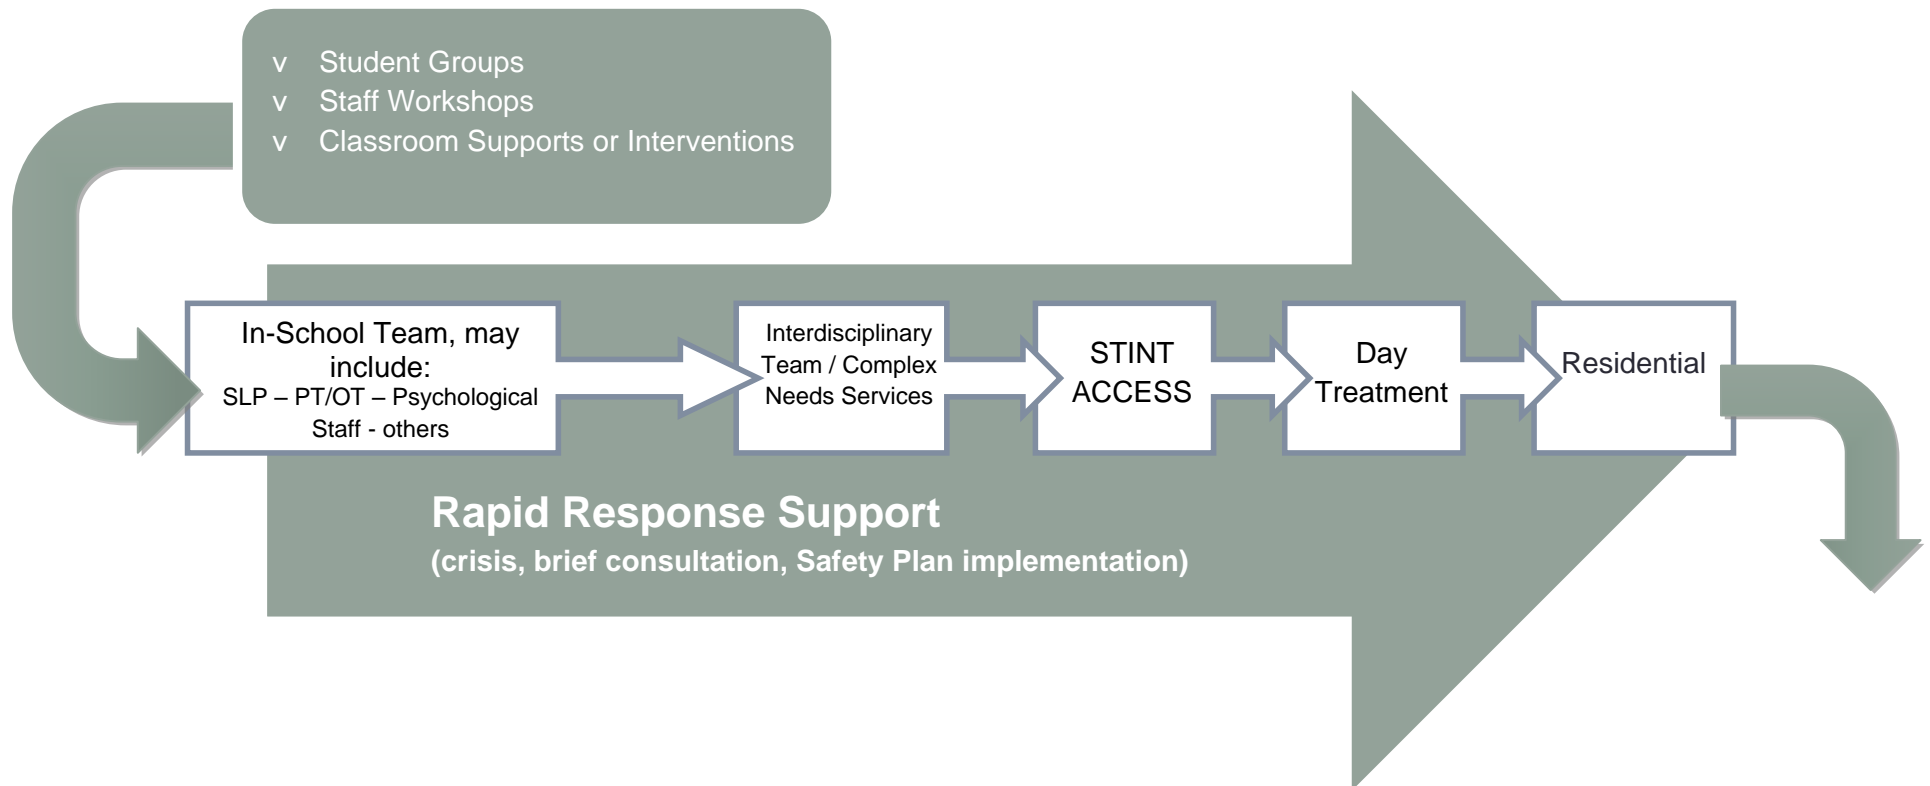 v Student Groups
v Staff Workshops
v Classroom Supports or Interventions
In-School Team, may
include:
SLP – PT/OT – Psychological
Staff - others
Interdisciplinary
Team / Complex
Needs Services
STINT
ACCESS
Day
Treatment
Residential
Rapid Response Support
(crisis, brief consultation, Safety Plan implementation)